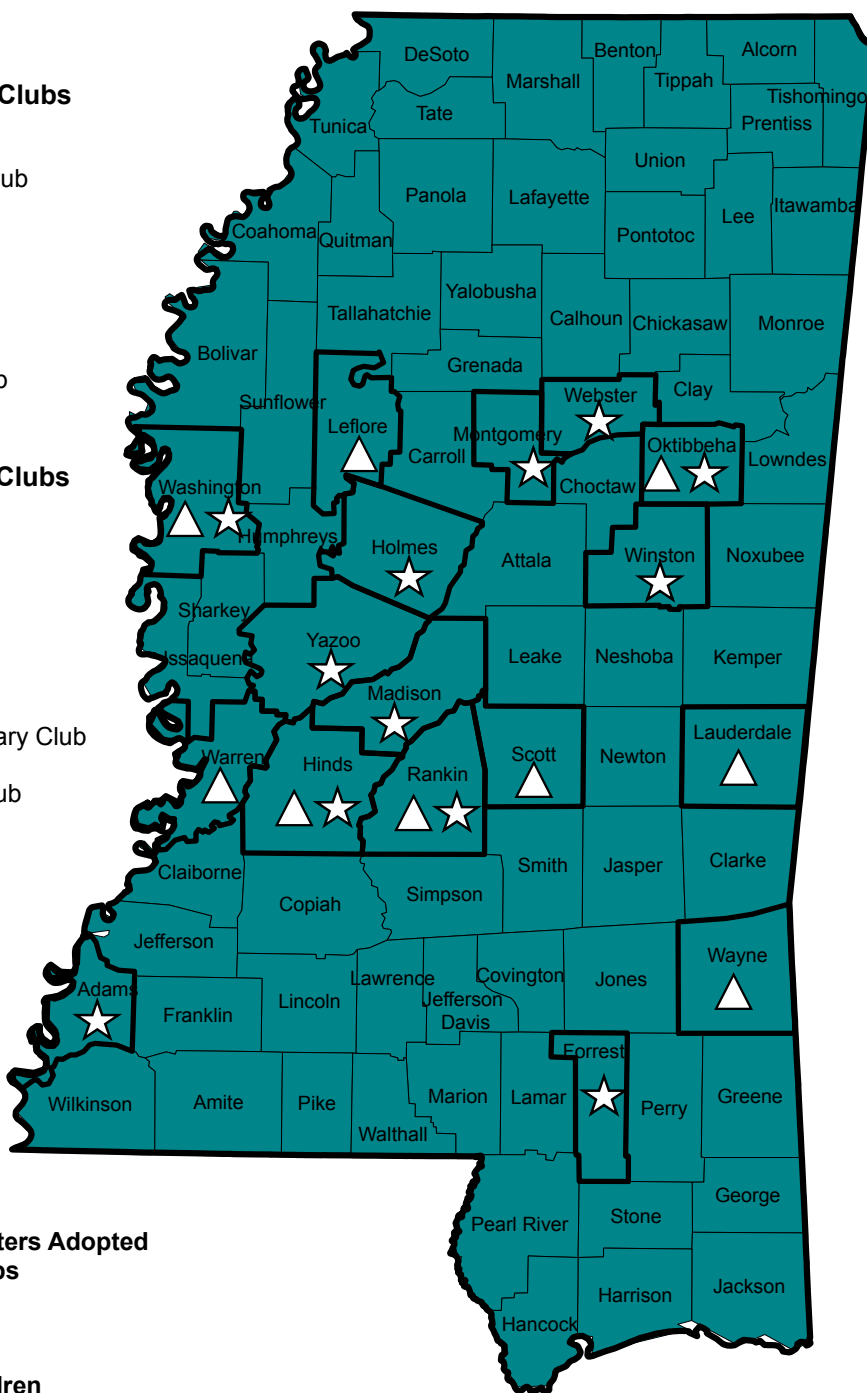 Clubs
ub
b
Clubs
ary Club
ub
ters Adopted
bs
dren
DeSoto
Benton
Alcorn
Marshall
Tippah
Tishomingo
Tate
Prentiss
Tunica
Union
Panola
Lafayette
Lee
Itawamba
Coahoma
Quitman
Pontotoc
Yalobusha
Tallahatchie
Calhoun
Chickasaw
Monroe
Bolivar
Grenada
Sunflower
Webster
Clay
Leflore
Montgomery
Oktibbeha
Carroll
Lowndes
Washington
Choctaw
Humphreys
Holmes
Attala
Winston
Noxubee
Sharkey
Yazoo
Issaquena
Leake
Neshoba
Kemper
Madison
Warren
Hinds
Rankin
Scott
Newton
Lauderdale
Claiborne
Smith
Jasper
Clarke
Copiah
Simpson
Jefferson
Wayne
Adams
Lawrence
Covington
Jones
Franklin
Lincoln
Jefferson
Davis
Forrest
Wilkinson
Amite
Pike
Marion
Lamar
Perry
Greene
Walthall
George
Pearl River
Stone
Jackson
Harrison
Hancock